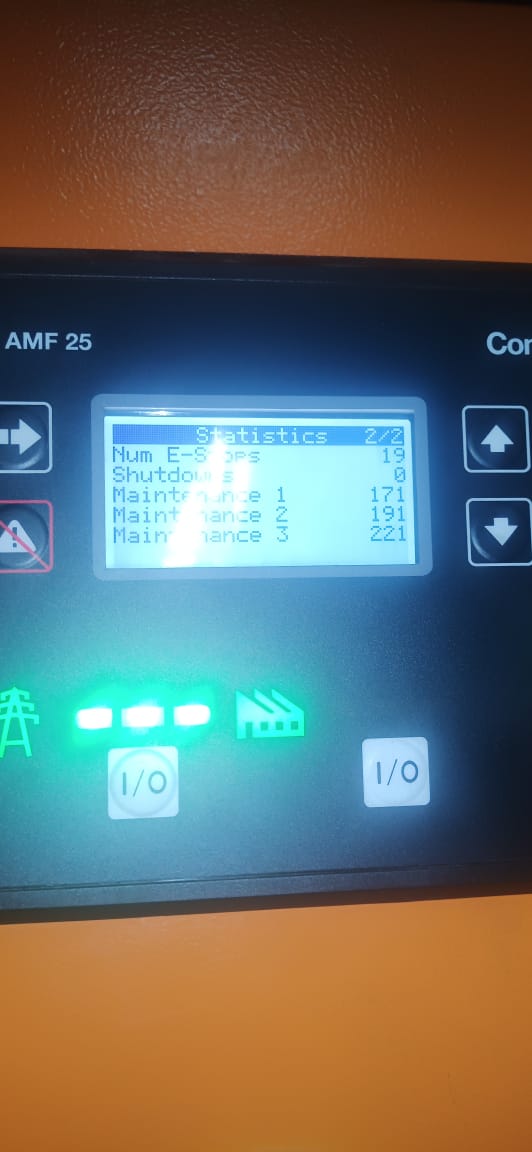 AMF 25
Com
Statistics 2/2
Num E-Stops 19
Shutdowns 0
Maintenance 1 171
Maintenance 2 191
Maintenance 3 221
I/O
I/O